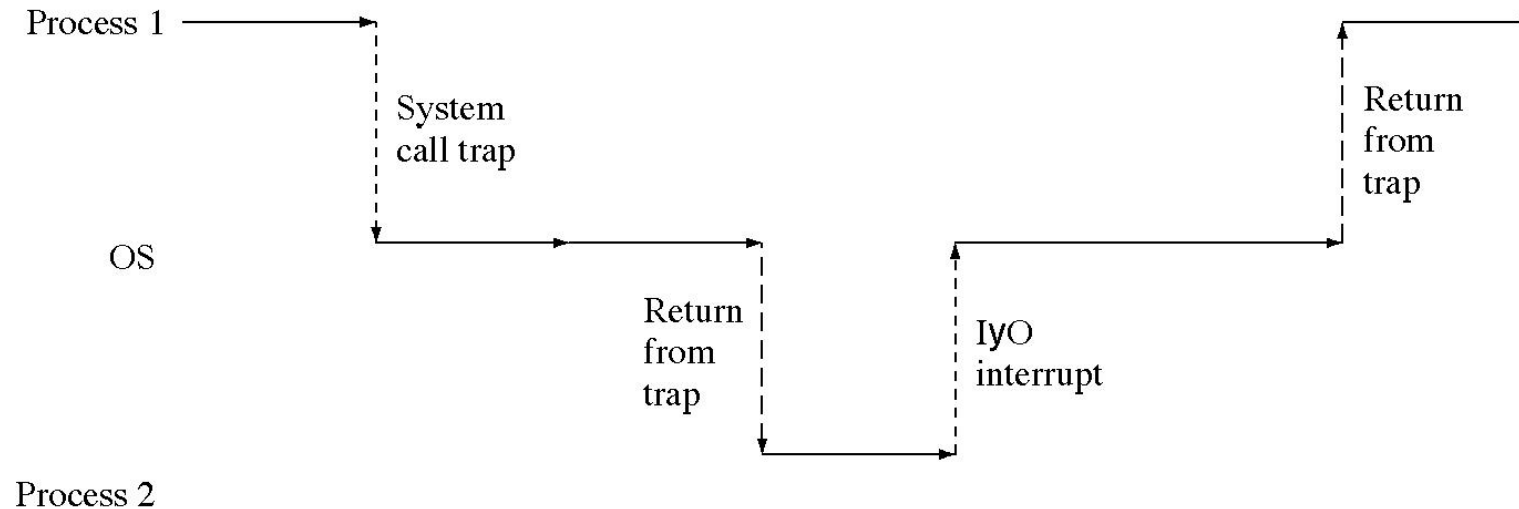 Process 1
System
call trap
Return
from
trap
OS
Return
from
trap
IyO
interrupt
Process 2